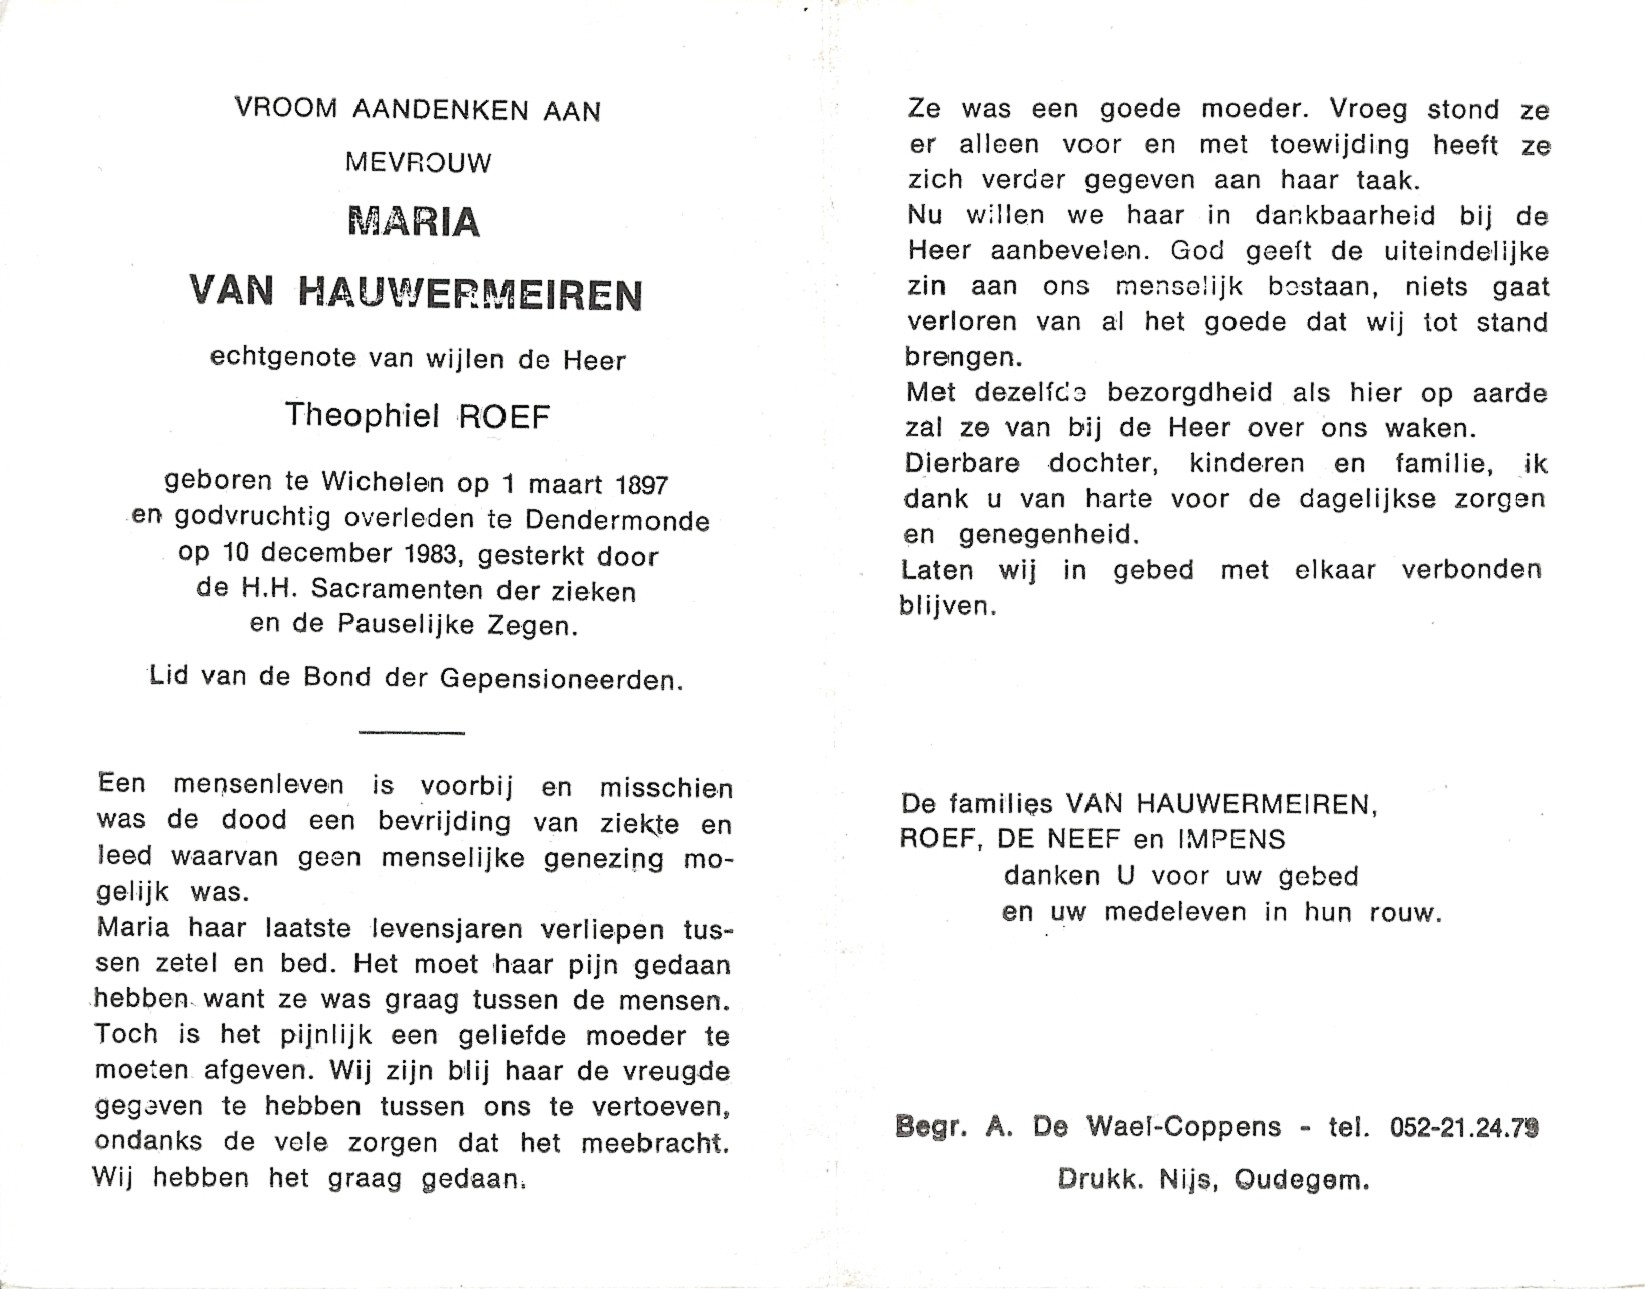 VROOM AANDENKEN AAN
MEVROUW
MARIA
VAN HAUWERMEIREN
echtgenote van wijlen de Heer
Theophiel ROEF
geboren te Wichelen op 1 maart 1897
en godvruchtig overleden te Dendermonde
op 10 december 1983, gesterkt door
de H.H. Sacramenten der zieken
en de Pauselijke Zegen.
Lid van de Bond der Gepensioneerden.
Een mensenleven is voorbij en misschien
was de dood een bevrijding van ziekte en
leed waarvan geen menselijke genezing mo-
gelijk was.
Maria haar laatste levensjaren verliepen tus-
sen zetel en bed. Het moet haar pijn gedaan
hebben want ze was graag tussen de mensen.
Toch is het pijnlijk een geliefde moeder te
moeten afgeven. Wij zijn blij haar de vreugde
gegeven te hebben tussen ons te vertoeven,
ondanks de vele zorgen dat het meebracht.
Wij hebben het graag gedaan.
Ze was een goede moeder. Vroeg stond ze
er alleen voor en met toewijding heeft ze
zich verder gegeven aan haar taak.
Nu willen we haar in dankbaarheid bij de
Heer aanbevelen. God geeft de uiteindelijke
zin aan ons menselijk bestaan, niets gaat
verloren van al het goede dat wij tot stand
brengen.
Met dezelfde bezorgdheid als hier op aarde
zal ze van bij de Heer over ons waken.
Dierbare dochter, kinderen en familie, ik
dank u van harte voor de dagelijkse zorgen
en genegenheid.
Laten wij in gebed met elkaar verbonden
blijven.
De families VAN HAUWERMEIREN,
ROEF, DE NEEF en IMPENS
danken U voor uw gebed
en uw medeleven in hun rouw.
Begr. A. De Wael-Coppens - tel. 052-21.24.79
Drukk. Nijs, Oudegem.